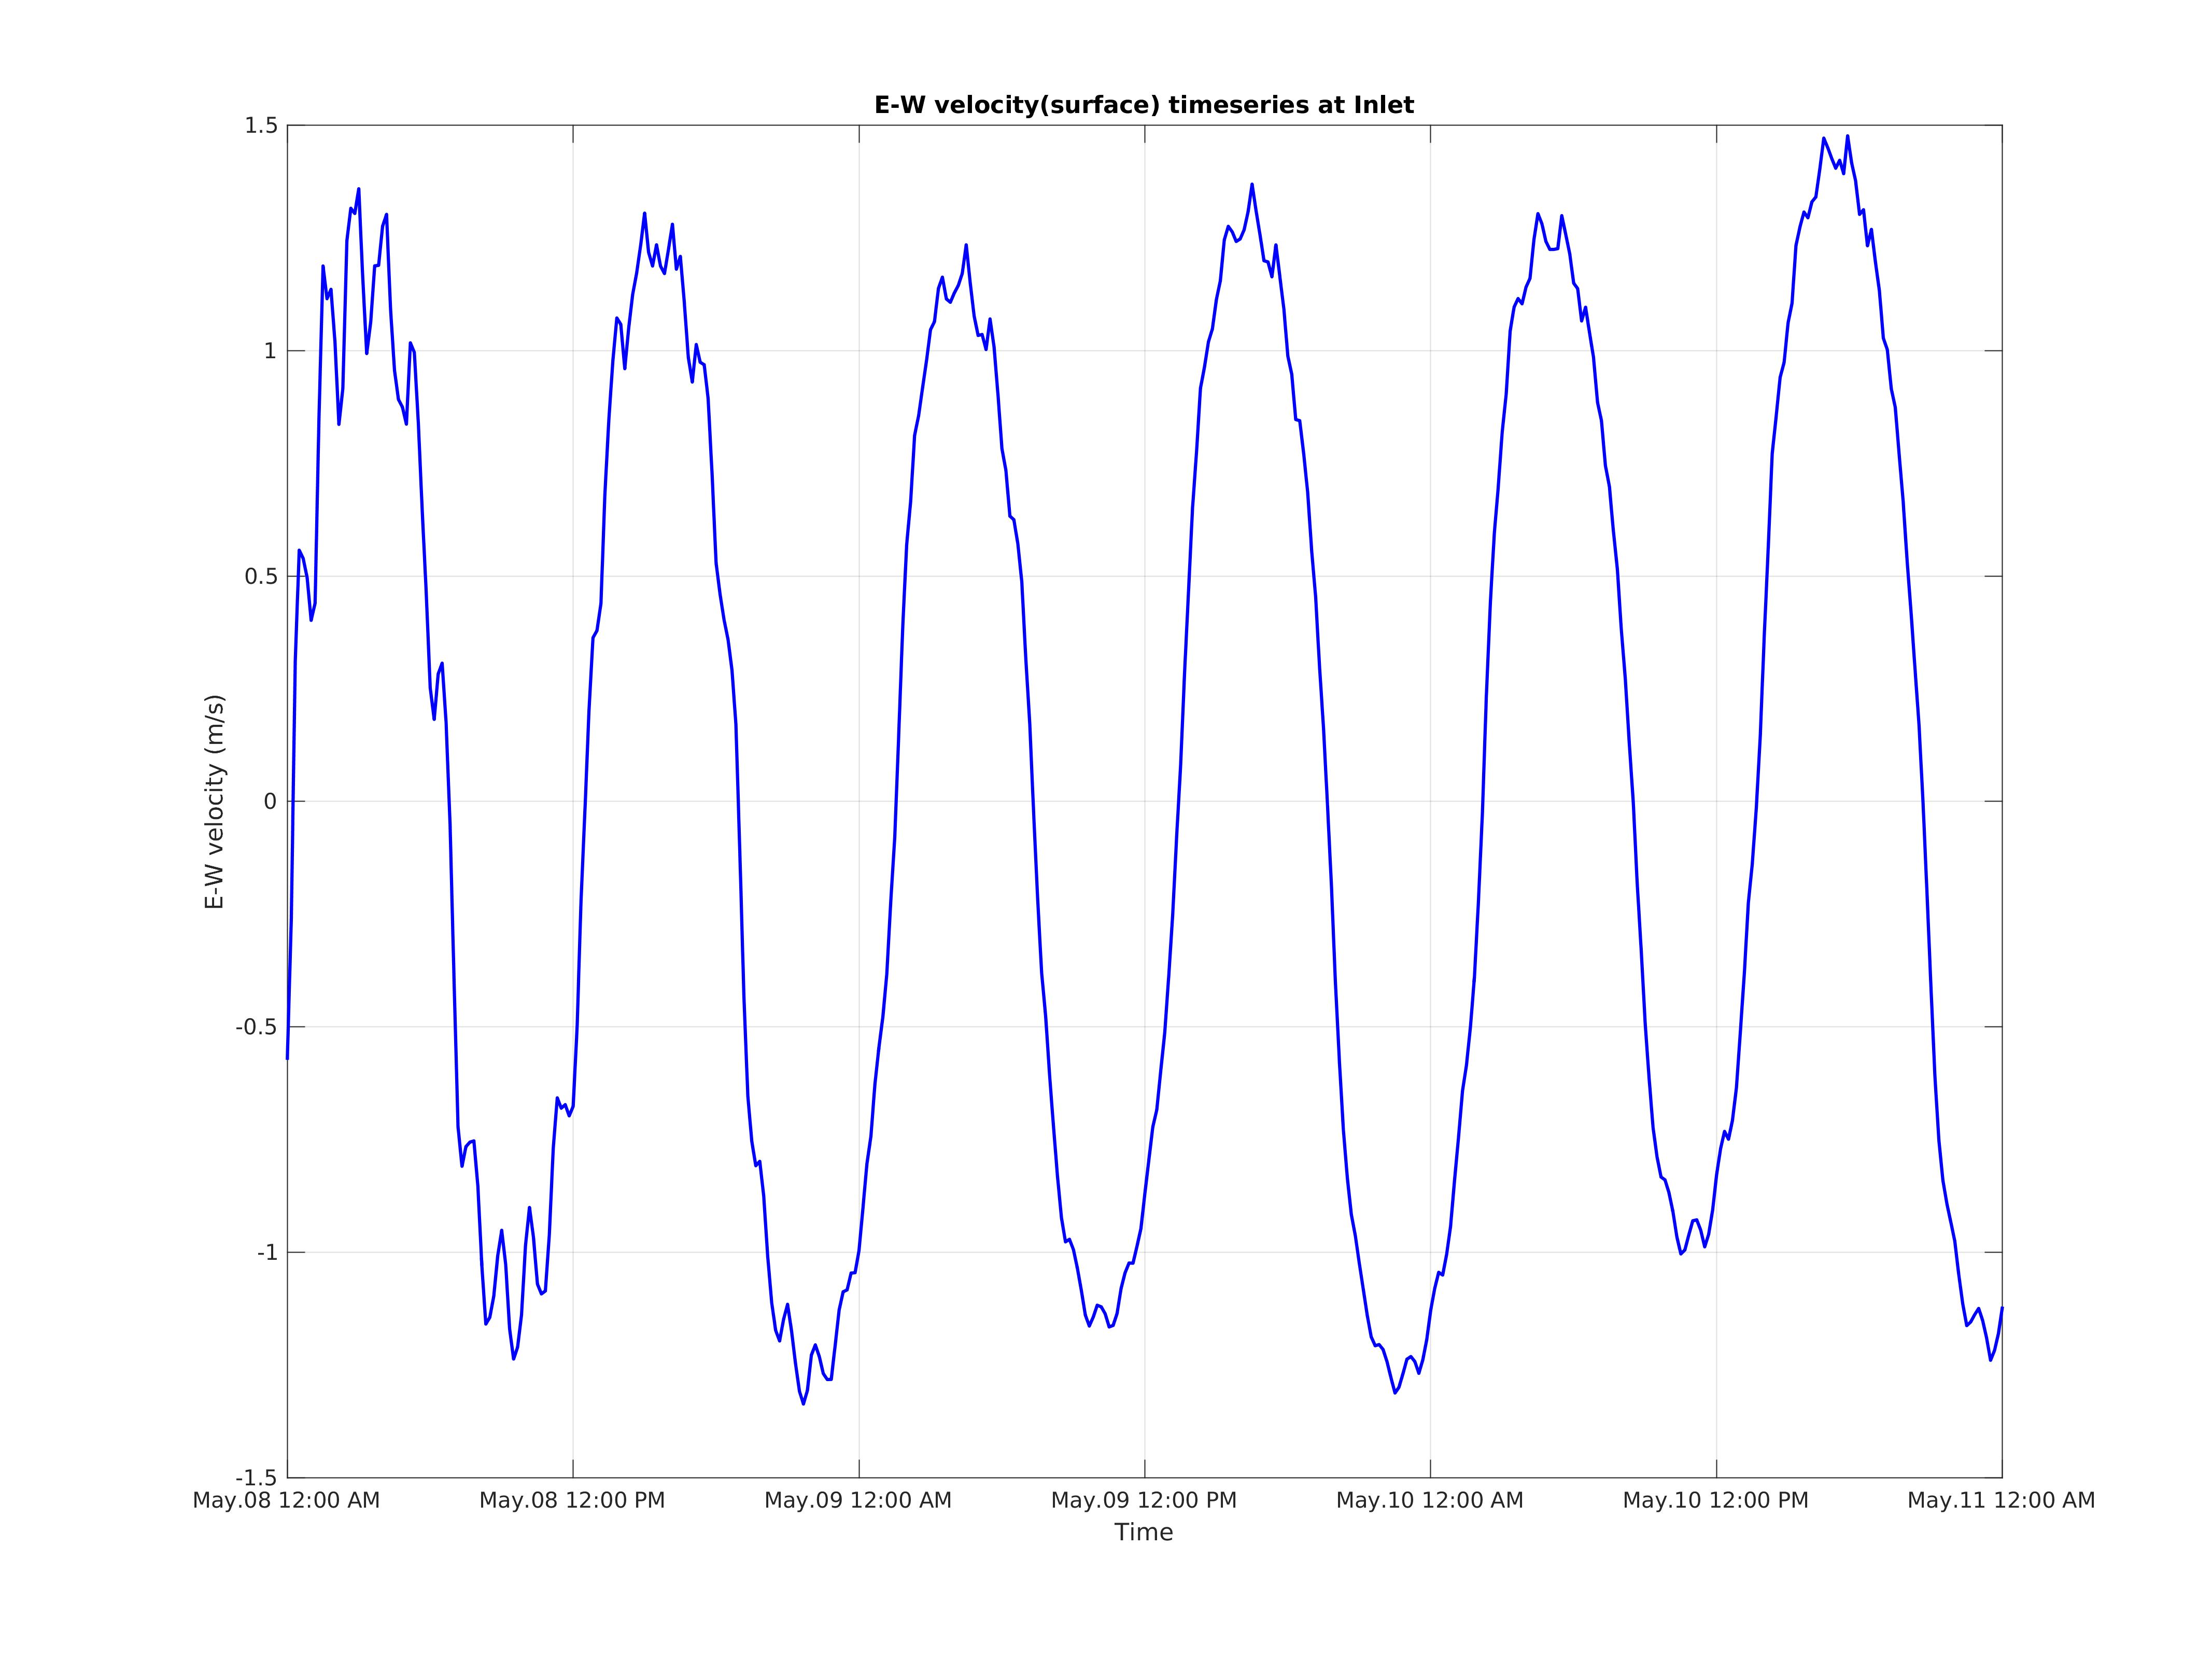 E-W velocity(surface) timeseries at Inlet
1.5
1
0.5
0
-0.5
-1
-1.5
E-W velocity (m/s)
May.08 12:00 AM May.08 12:00 PM May.09 12:00 AM May.09 12:00 PM May.10 12:00 AM May.10 12:00 PM May.11 12:00 AM
Time